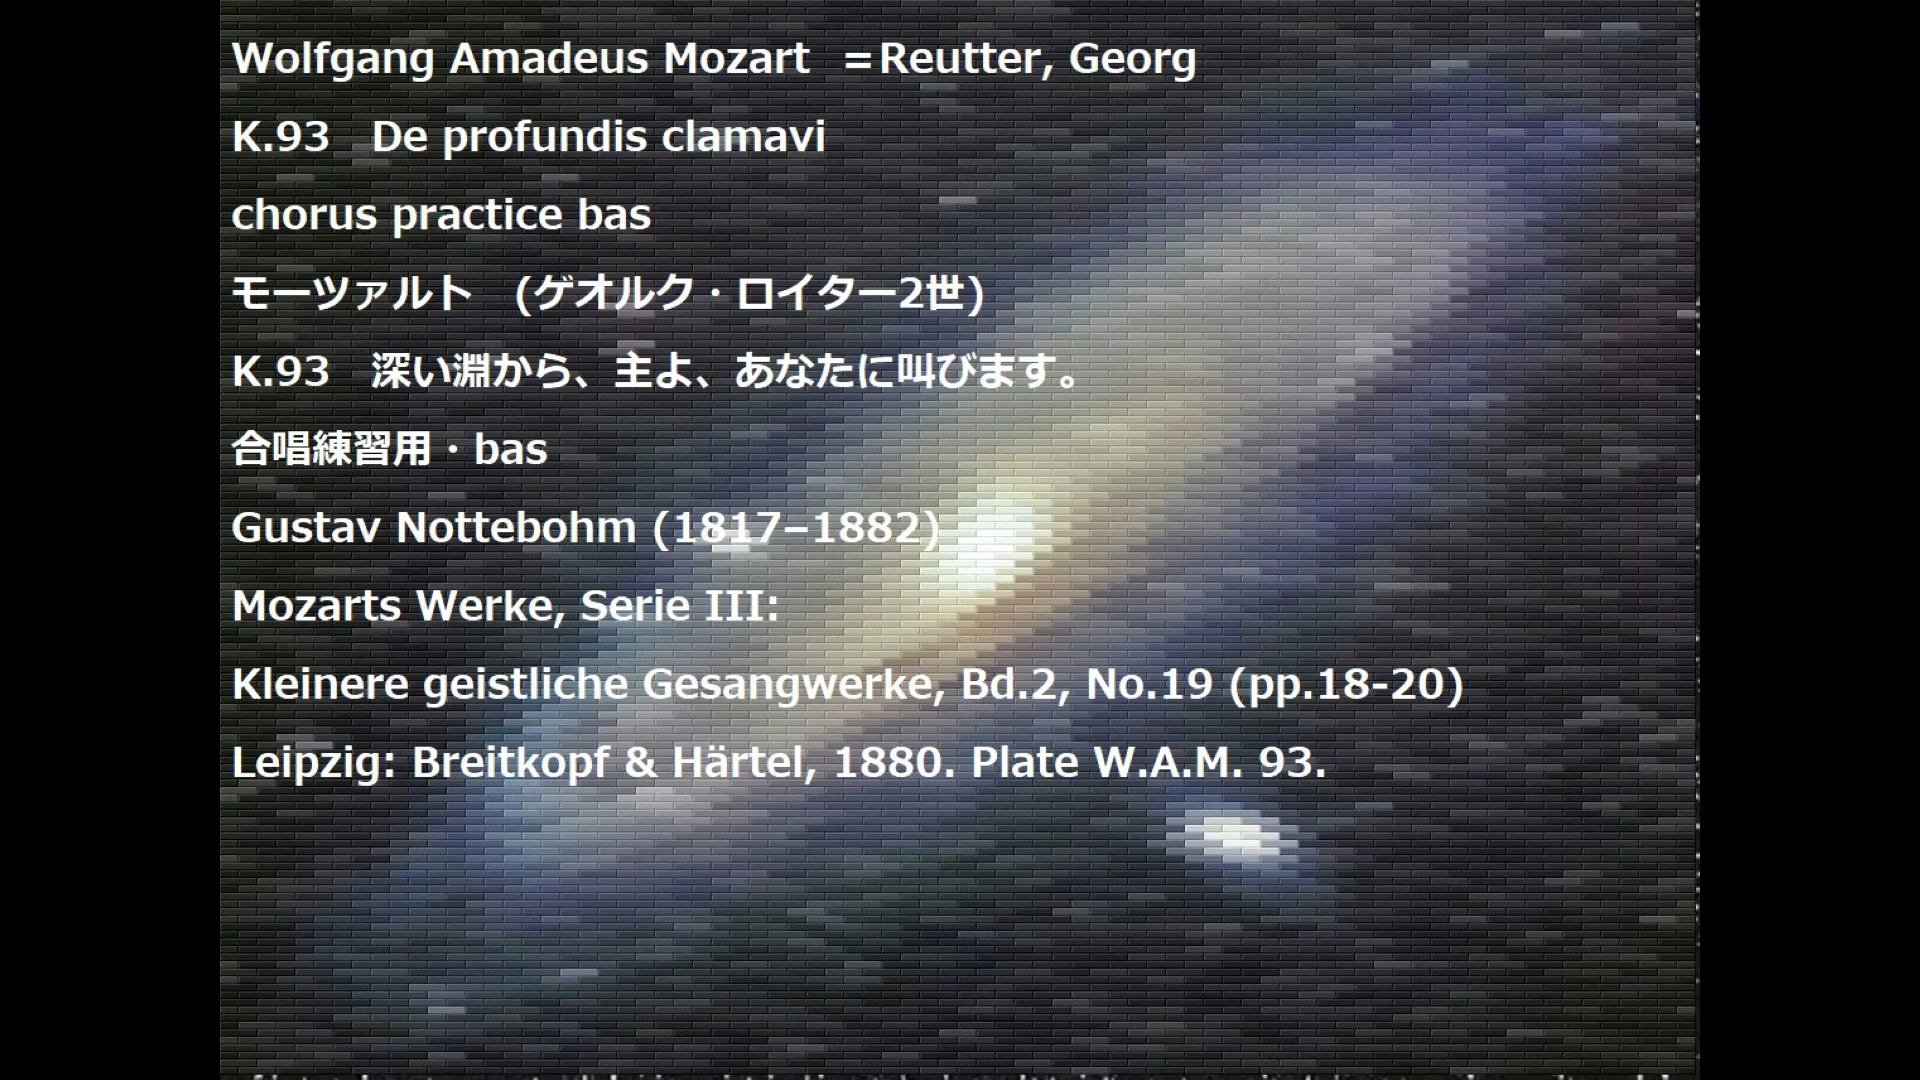 Wolfgang Amadeus Mozart ＝Reutter, Georg
K.93　De profundis clamavi
chorus practice bas
モーツァルト　(ゲオルク・ロイター2世)
K.93　深い淵から、主よ、あなたに叫びます。
合唱練習用・bas
Gustav Nottebohm (1817–1882)
Mozarts Werke, Serie III:
Kleinere geistliche Gesangwerke, Bd.2, No.19 (pp.18-20)
Leipzig: Breitkopf & Härtel, 1880. Plate W.A.M. 93.